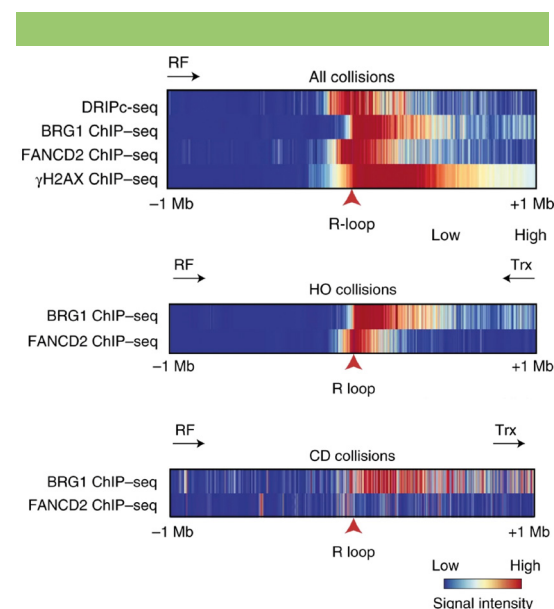 RF
All collisions
DRIPc-seq
BRG1 ChIP–seq
FANCD2 ChIP–seq
γH2AX ChIP–seq
–1 Mb
+1 Mb
R-loop
Low
High
RF
Trx
HO collisions
BRG1 ChIP–seq
FANCD2 ChIP–seq
–1 Mb
+1 Mb
R loop
RF
Trx
CD collisions
BRG1 ChIP–seq
FANCD2 ChIP–seq
–1 Mb
+1 Mb
R loop
Low
High
Signal intensity